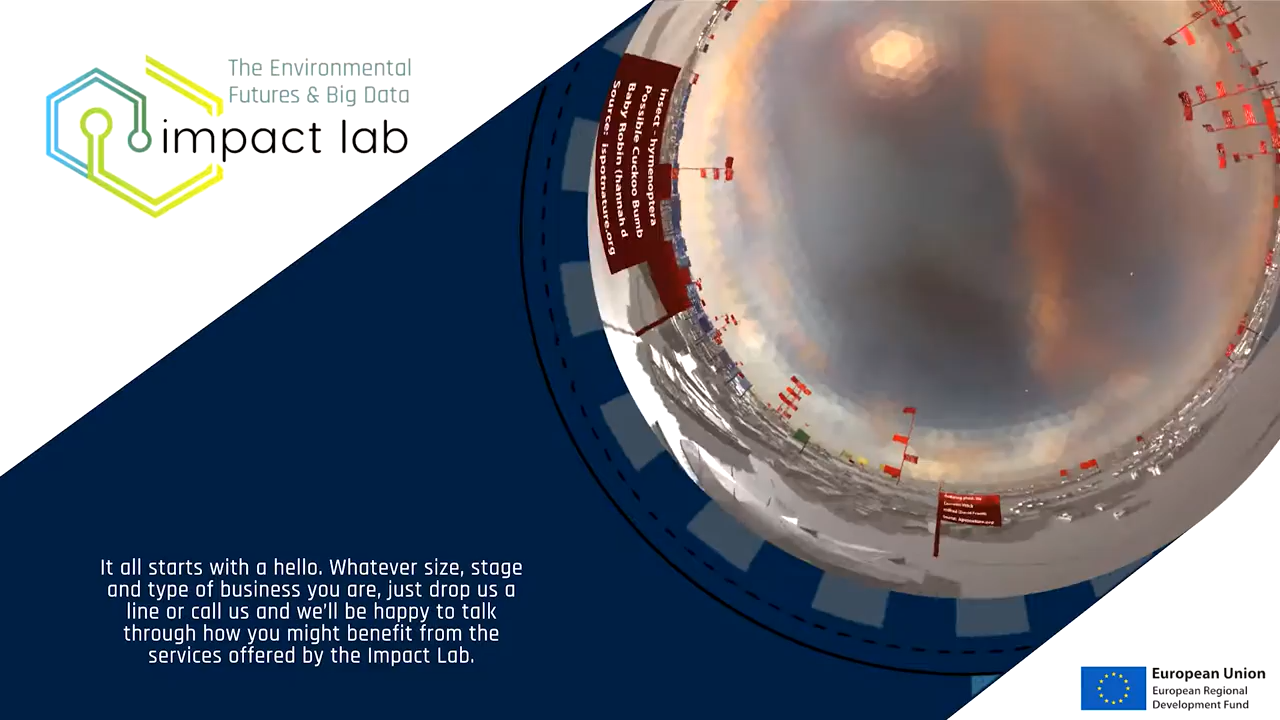 The Environmental
Futures & Big Data
impact lab
insect - hymenoptera
possible Cuckoo Bumb
Baby Robin (hannah d
Source: ispotnature.org
It all starts with a hello. Whatever size, stage
and type of business you are, just drop us a
line or call us and we'll be happy to talk
through how you might benefit from the
services offered by the Impact Lab.
European Union
European Regional
Development Fund